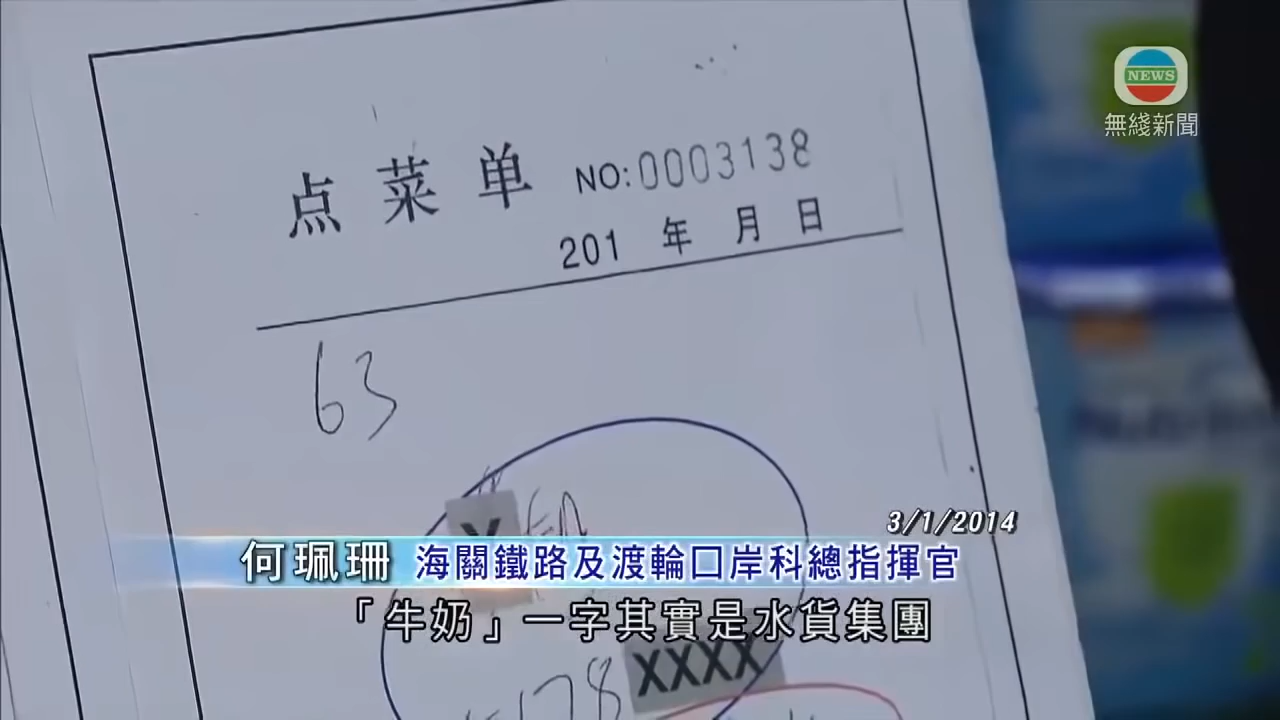 NEWS
無綫新聞
点菜单 NO:0003138
201 年 月 日
63
X
3/1/2014
何珮珊 海關鐵路及渡輪口岸科總指揮官
「牛奶」一字其實是水貨集團
178 XXXX